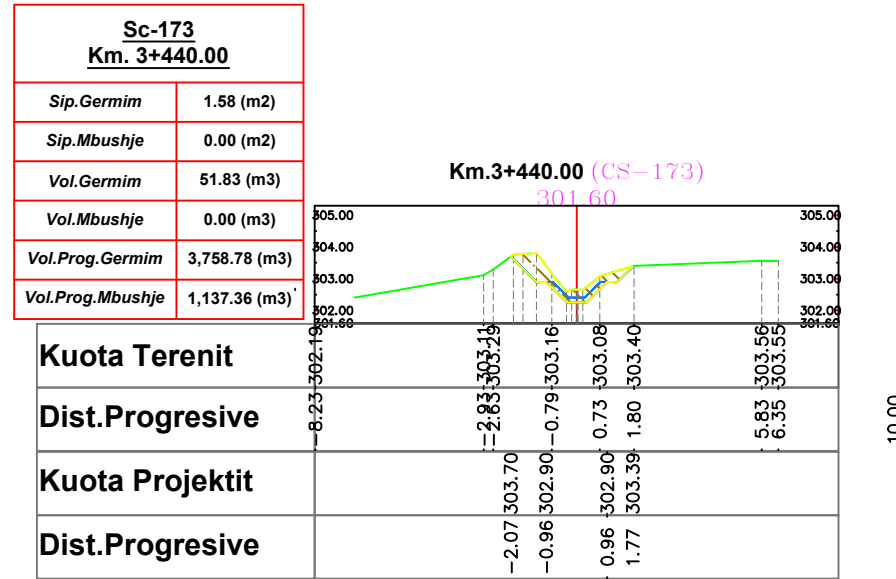 Sc-173
Km. 3+440.00
Sip.Germim 1.58 (m2)
Sip.Mbushje 0.00 (m2)
Vol.Germim 51.83 (m3)
Vol.Mbushje 0.00 (m3)
Vol.Prog.Germim 3,758.78 (m3)
Vol.Prog.Mbushje 1,137.36 (m3)
Km.3+440.00 (CS-173)
301.60
305.00 305.00
304.00 304.00
303.00 303.00
302.00 302.00
301.60 301.60
Kuota Terenit 302.19 303.11 303.29 303.16 303.08 303.40 303.56 303.55
Dist.Progresive -8.23 -2.93 -2.63 -0.79 0.73 1.80 5.83 6.35
10.00
Kuota Projektit 303.70 302.90 302.90 303.39
Dist.Progresive -2.07 -0.96 0.96 1.77